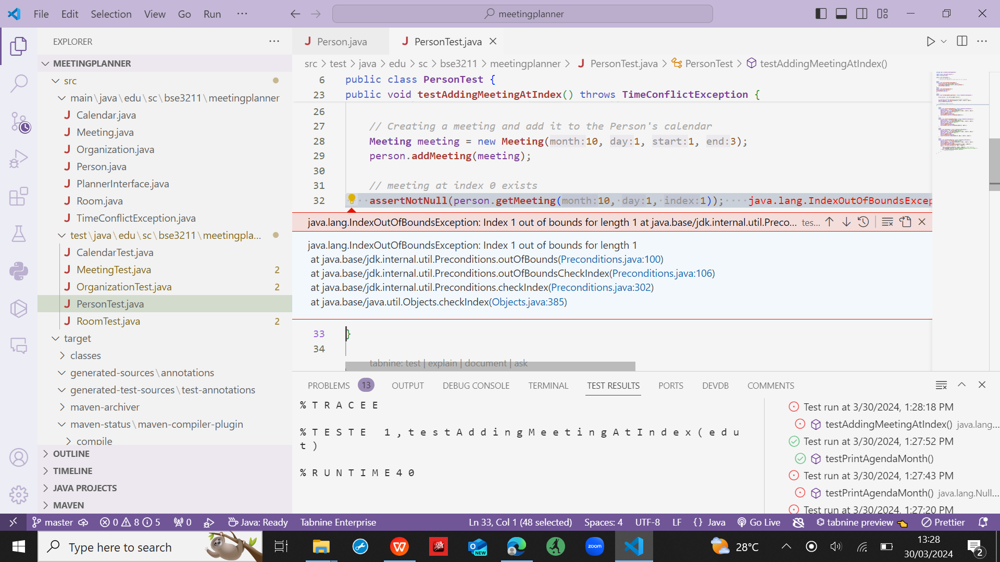 File Edit Selection View Go Run ···
meetingplanner
EXPLORER
MEETINGPLANNER
src
main\java\edu\sc\bse3211\meetingplanner
Calendar.java
Meeting.java
Organization.java
Person.java
PlannerInterface.java
Room.java
TimeConflictException.java
test\java\edu\sc\bse3211\meetingpla...
CalendarTest.java
MeetingTest.java 2
OrganizationTest.java 2
PersonTest.java
RoomTest.java 2
target
classes
generated-sources\annotations
generated-test-sources\test-annotations
maven-archiver
maven-status\maven-compiler-plugin
compile
OUTLINE
TIMELINE
JAVA PROJECTS
MAVEN
Person.java
PersonTest.java
src > test > java > edu > sc > bse3211 > meetingplanner > PersonTest.java > PersonTest > testAddingMeetingAtIndex()
6 public class PersonTest {
23 public void testAddingMeetingAtIndex() throws TimeConflictException {
26
27 // Creating a meeting and add it to the Person's calendar
28 Meeting meeting = new Meeting(month:10, day:1, start:1, end:3);
29 person.addMeeting(meeting);
30
31 // meeting at index 0 exists
32 assertNotNull(person.getMeeting(month:10, day:1, index:1)); java.lang.IndexOutOfBoundsExcep
java.lang.IndexOutOfBoundsException: Index 1 out of bounds for length 1 at java.base/jdk.internal.util.Preco... tes...
java.lang.IndexOutOfBoundsException: Index 1 out of bounds for length 1
at java.base/jdk.internal.util.Preconditions.outOfBounds(Preconditions.java:100)
at java.base/jdk.internal.util.Preconditions.outOfBoundsCheckIndex(Preconditions.java:106)
at java.base/jdk.internal.util.Preconditions.checkIndex(Preconditions.java:302)
at java.base/java.util.Objects.checkIndex(Objects.java:385)
33 }
34
tabnine: test | explain | document | ask
PROBLEMS 13 OUTPUT DEBUG CONSOLE TERMINAL TEST RESULTS PORTS DEVDB COMMENTS
%TRACEE
%TESTE 1,testAddingMeetingAtIndex(edu
t)
%RUNTIME40
Test run at 3/30/2024, 1:28:18 PM
testAddingMeetingAtIndex() java.lang...
Test run at 3/30/2024, 1:27:52 PM
testPrintAgendaMonth()
Test run at 3/30/2024, 1:27:43 PM
testPrintAgendaMonth() java.lang.Null...
Test run at 3/30/2024, 1:27:20 PM
master 0 8 5 0 Java: Ready Tabnine Enterprise Ln 33, Col 1 (48 selected) Spaces: 4 UTF-8 LF {} Java Go Live tabnine preview Prettier
Type here to search
NEW
zoom
28°C
13:28
30/03/2024
2